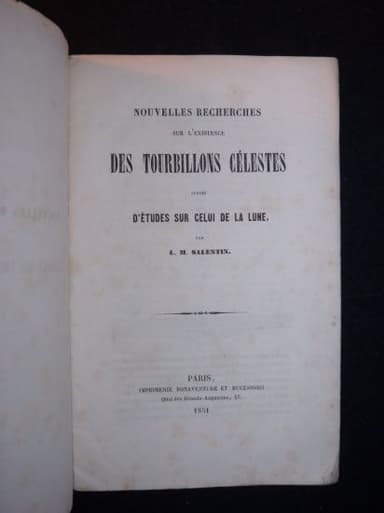 NOUVELLES RECHERCHES
SUR L'EXISTENCE
DES TOURBILLONS CÉLESTES
D'ÉTUDES SUR CELUI DE LA LUNE,
PAR
L. M. SALENTIN.
PARIS,
IMPRIMERIE BONAVENTURE ET DUCESSOIS
Quai des Grands-Augustins, 55.
1851